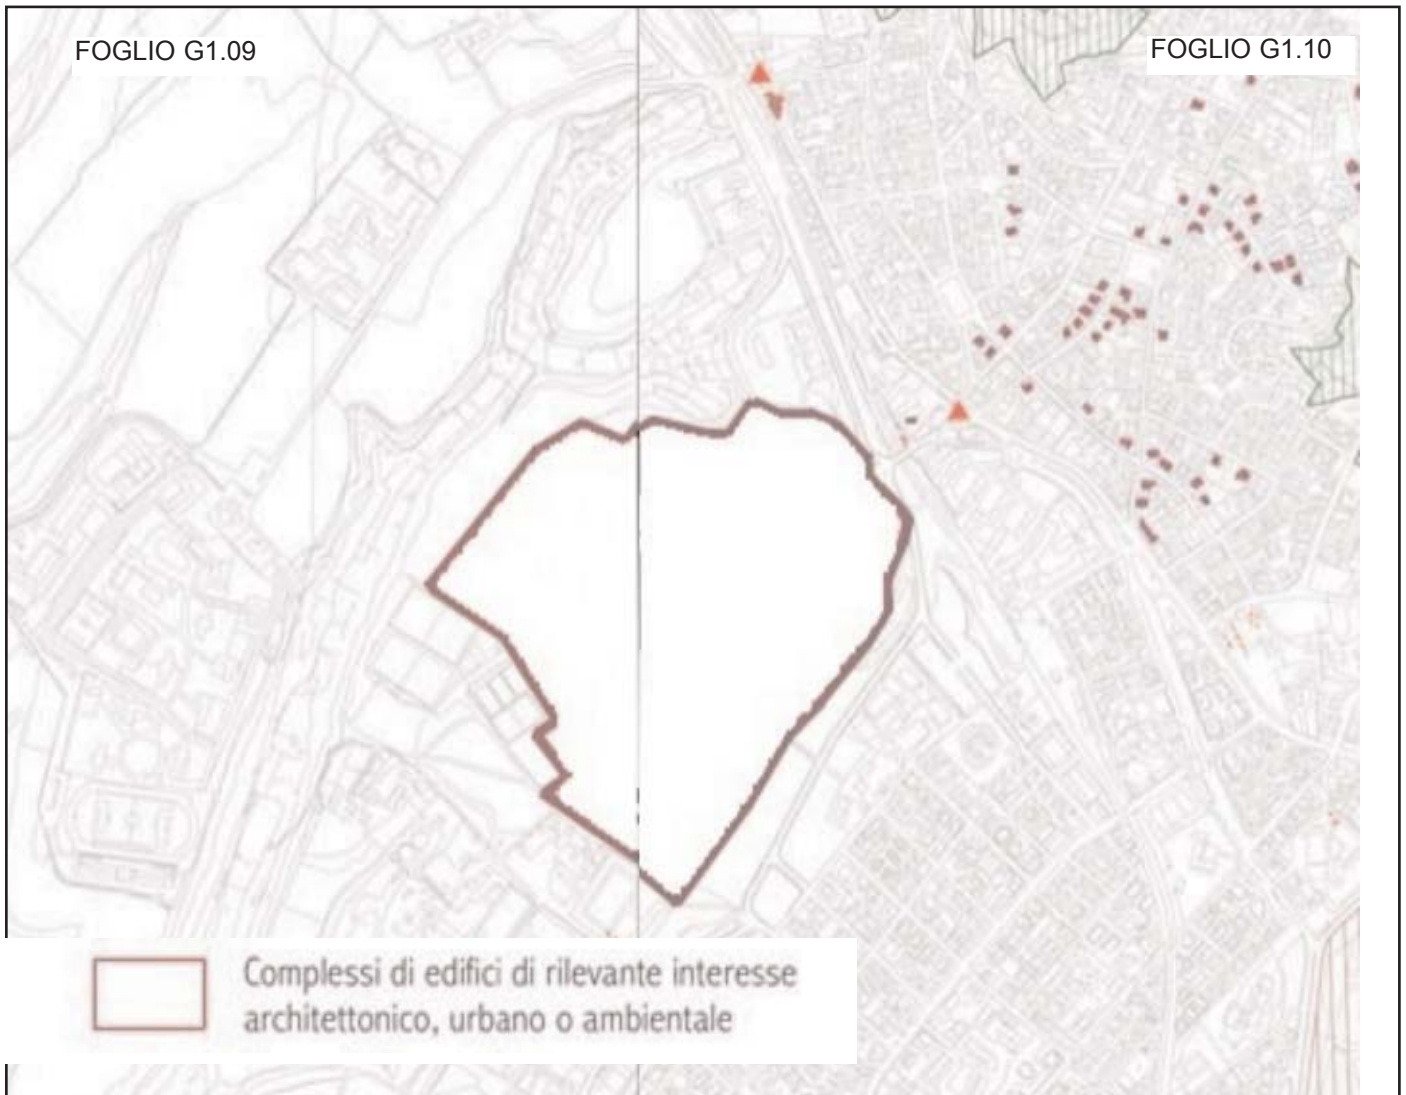 FOGLIO G1.09
FOGLIO G1.10
Complessi di edifici di rilevante interesse
architettonico, urbano o ambientale